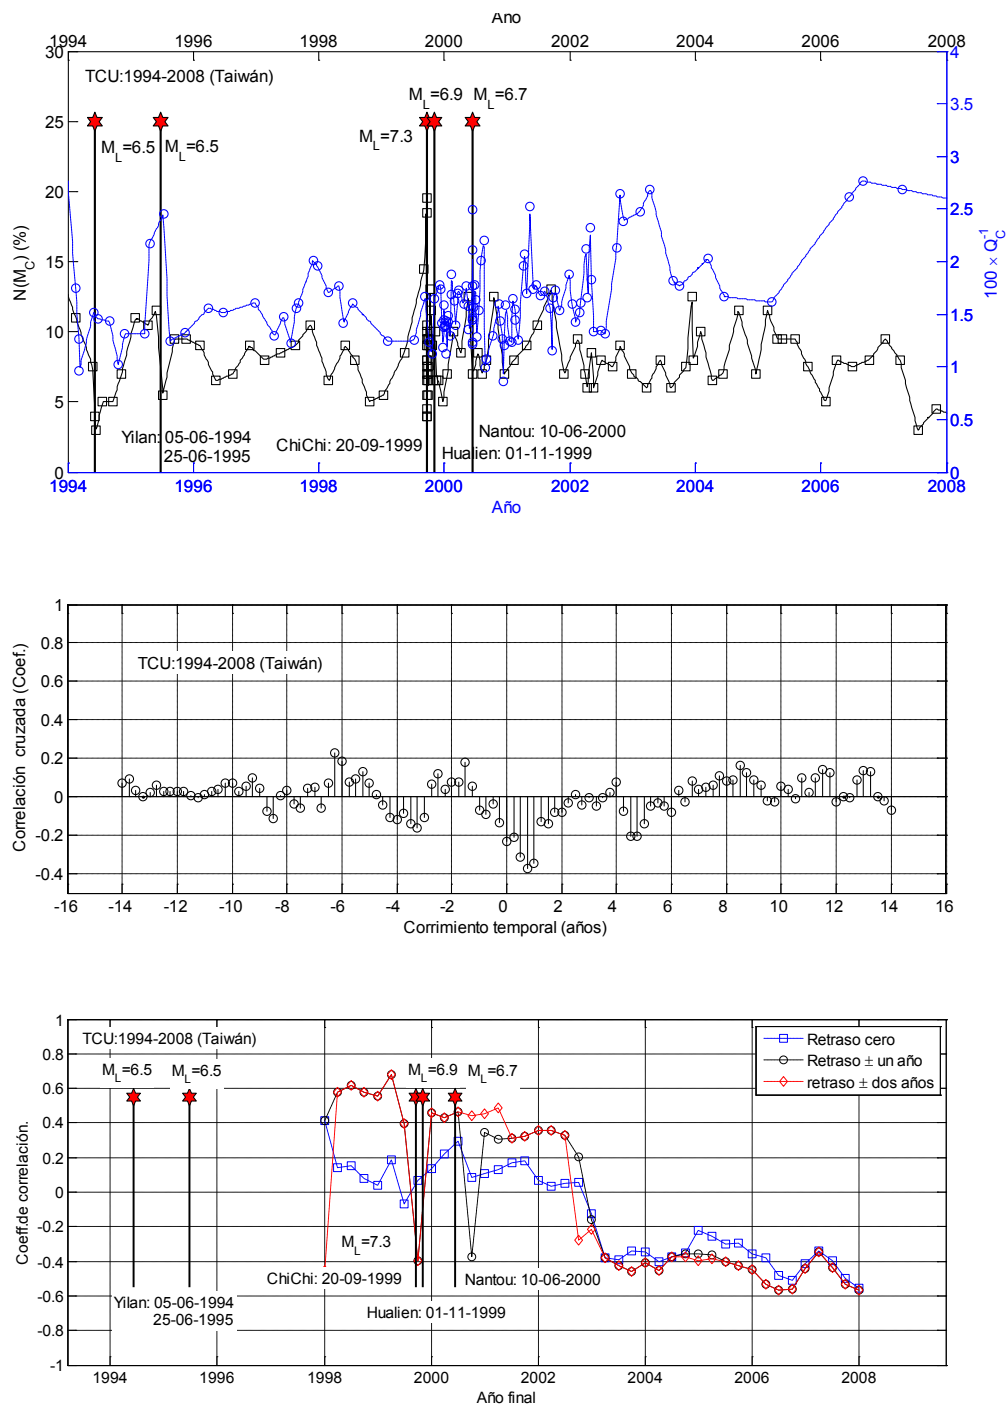 Año
1994 1996 1998 2000 2002 2004 2006 2008
30 4
TCU:1994-2008 (Taiwán)
M_L=6.9 M_L=6.7
25 3.5
M_L=6.5 M_L=6.5 M_L=7.3
20 3
15 2.5
10 2
5 1.5
0 1
0.5
0
N(M_C) (%)
100 × Q_C^-1
Yilan: 05-06-1994
25-06-1995
ChiChi: 20-09-1999
Nantou: 10-06-2000
Hualien: 01-11-1999
1994 1996 1998 2000 2002 2004 2006 2008
Año
1
0.8
0.6
0.4
0.2
0
-0.2
-0.4
Correlación cruzada (Coef.)
TCU:1994-2008 (Taiwán)
-16 -14 -12 -10 -8 -6 -4 -2 0 2 4 6 8 10 12 14 16
Corrimiento temporal (años)
1
0.8
0.6
0.4
0.2
0
-0.2
-0.4
-0.6
-0.8
-1
Coeff.de correlación.
TCU:1994-2008 (Taiwán)
M_L=6.5 M_L=6.5 M_L=6.9 M_L=6.7
Retraso cero
Retraso ± un año
retraso ± dos años
M_L=7.3
ChiChi: 20-09-1999
Nantou: 10-06-2000
Yilan: 05-06-1994
25-06-1995
Hualien: 01-11-1999
1994 1996 1998 2000 2002 2004 2006 2008
Año final